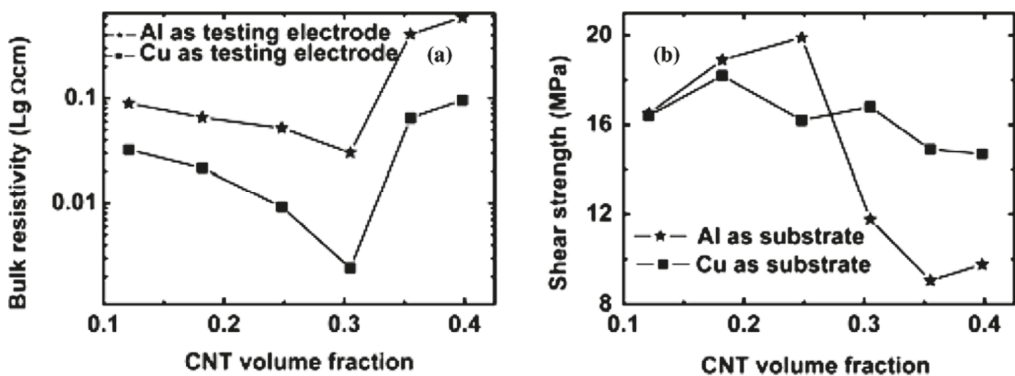 Bulk resistivity (Lg Ωcm)
Al as testing electrode
Cu as testing electrode
(a)
0.1
0.01
0.1
0.2
0.3
0.4
CNT volume fraction
Shear strength (MPa)
20
16
12
8
(b)
Al as substrate
Cu as substrate
0.1
0.2
0.3
0.4
CNT volume fraction